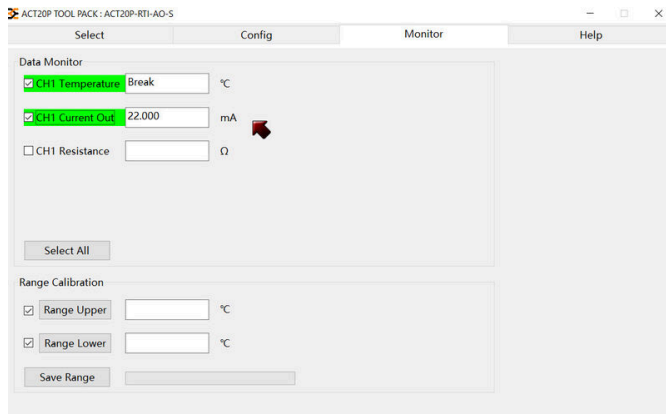 ACT20P TOOL PACK : ACT20P-RTI-AO-S
Select Config Monitor Help
Data Monitor
CH1 Temperature Break °C
CH1 Current Out 22.000 mA
CH1 Resistance Ω
Select All
Range Calibration
Range Upper °C
Range Lower °C
Save Range